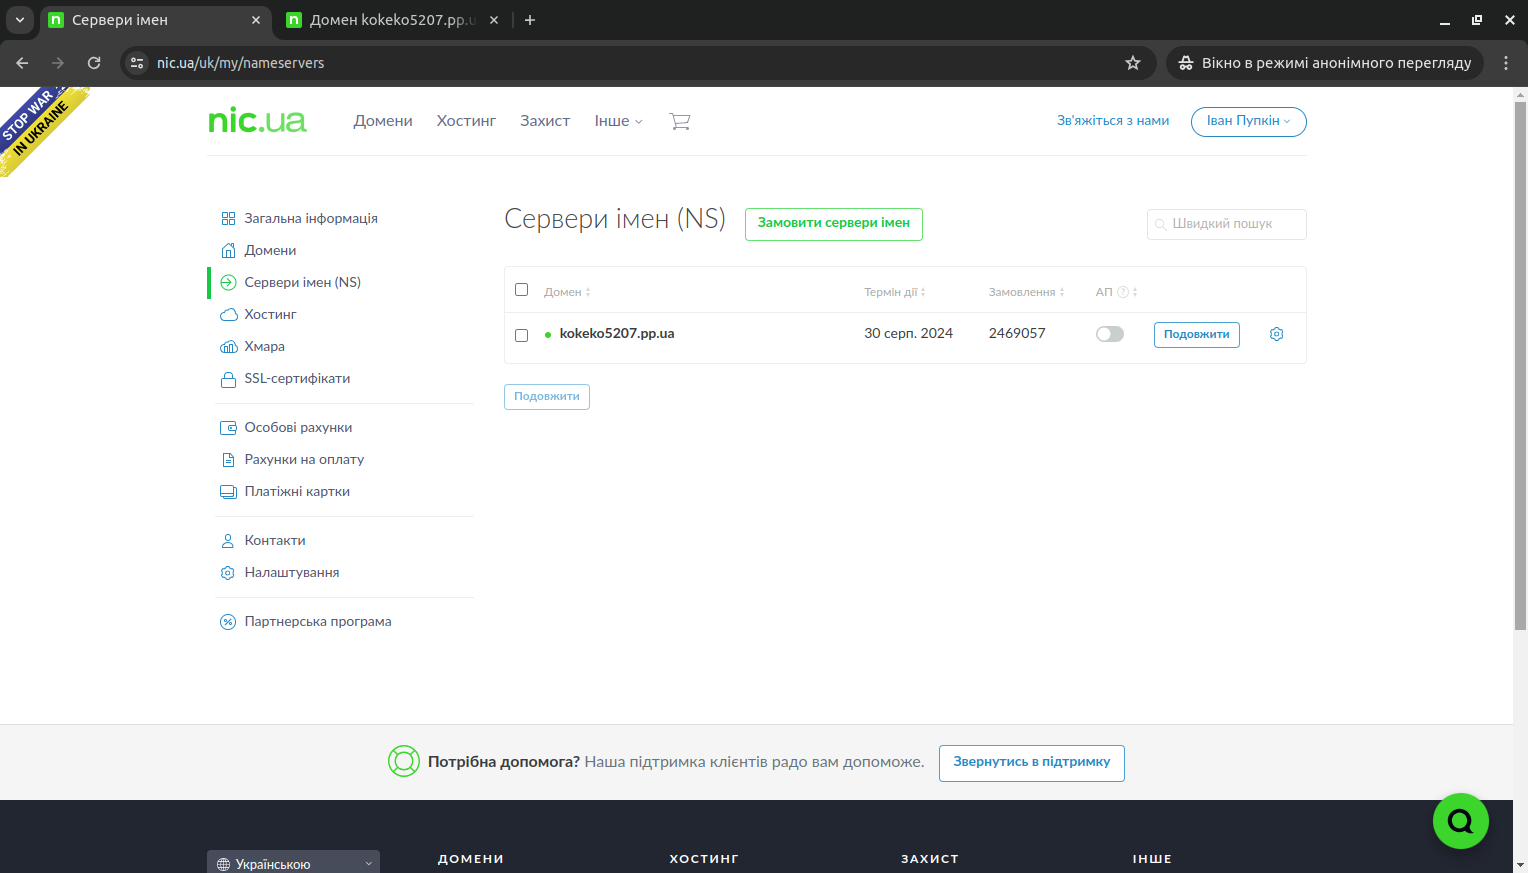 Сервери імен
Домен kokeko5207.pp.u
nic.ua/uk/my/nameservers
Вікно в режимі анонімного перегляду
STOP WAR
IN UKRAINE
nic.ua
Домени
Хостинг
Захист
Інше
Зв'яжіться з нами
Іван Пупкін
Загальна інформація
Домени
Сервери імен (NS)
Хостинг
Хмара
SSL-сертифікати
Особові рахунки
Рахунки на оплату
Платіжні картки
Контакти
Налаштування
Партнерська програма
Сервери імен (NS)
Замовити сервери імен
Швидкий пошук
Домен
Термін дії
Замовлення
АП ?
kokeko5207.pp.ua
30 серп. 2024
2469057
Подовжити
Подовжити
Потрібна допомога? Наша підтримка клієнтів радо вам допоможе.
Звернутись в підтримку
Українською
ДОМЕНИ
ХОСТИНГ
ЗАХИСТ
ІНШЕ